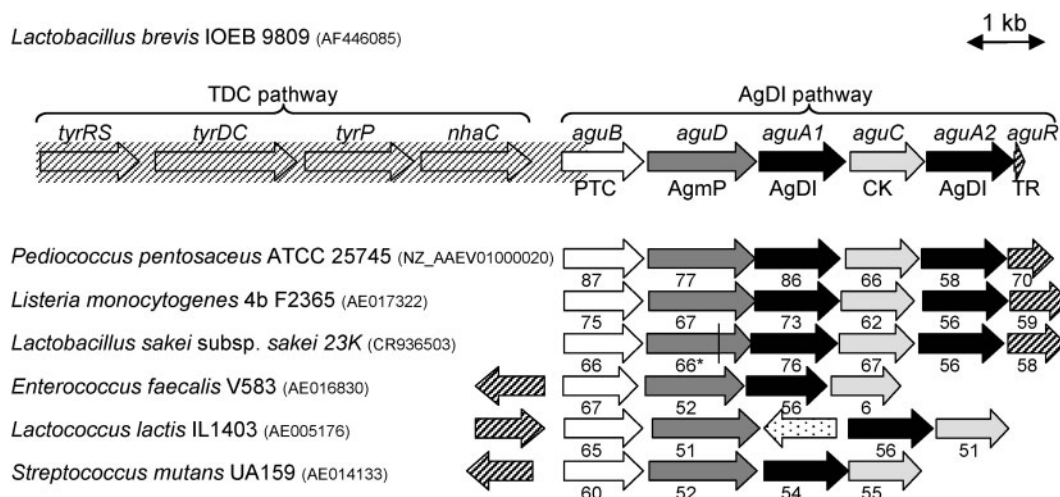 Lactobacillus brevis IOEB 9809 (AF446085)
1 kb
TDC pathway
AgDI pathway
tyrRS tyrDC tyrP nhaC aguB aguD aguA1 aguC aguA2 aguR
PTC AgmP AgDI CK AgDI TR
Pediococcus pentosaceus ATCC 25745 (NZ_AAEV01000020)
87 77 86 66 58 70
Listeria monocytogenes 4b F2365 (AE017322)
75 67 73 62 56 59
Lactobacillus sakei subsp. sakei 23K (CR936503)
66 66* 76 67 56 58
Enterococcus faecalis V583 (AE016830)
67 52 56 6
Lactococcus lactis IL1403 (AE005176)
65 51 56 51
Streptococcus mutans UA159 (AE014133)
60 52 54 55